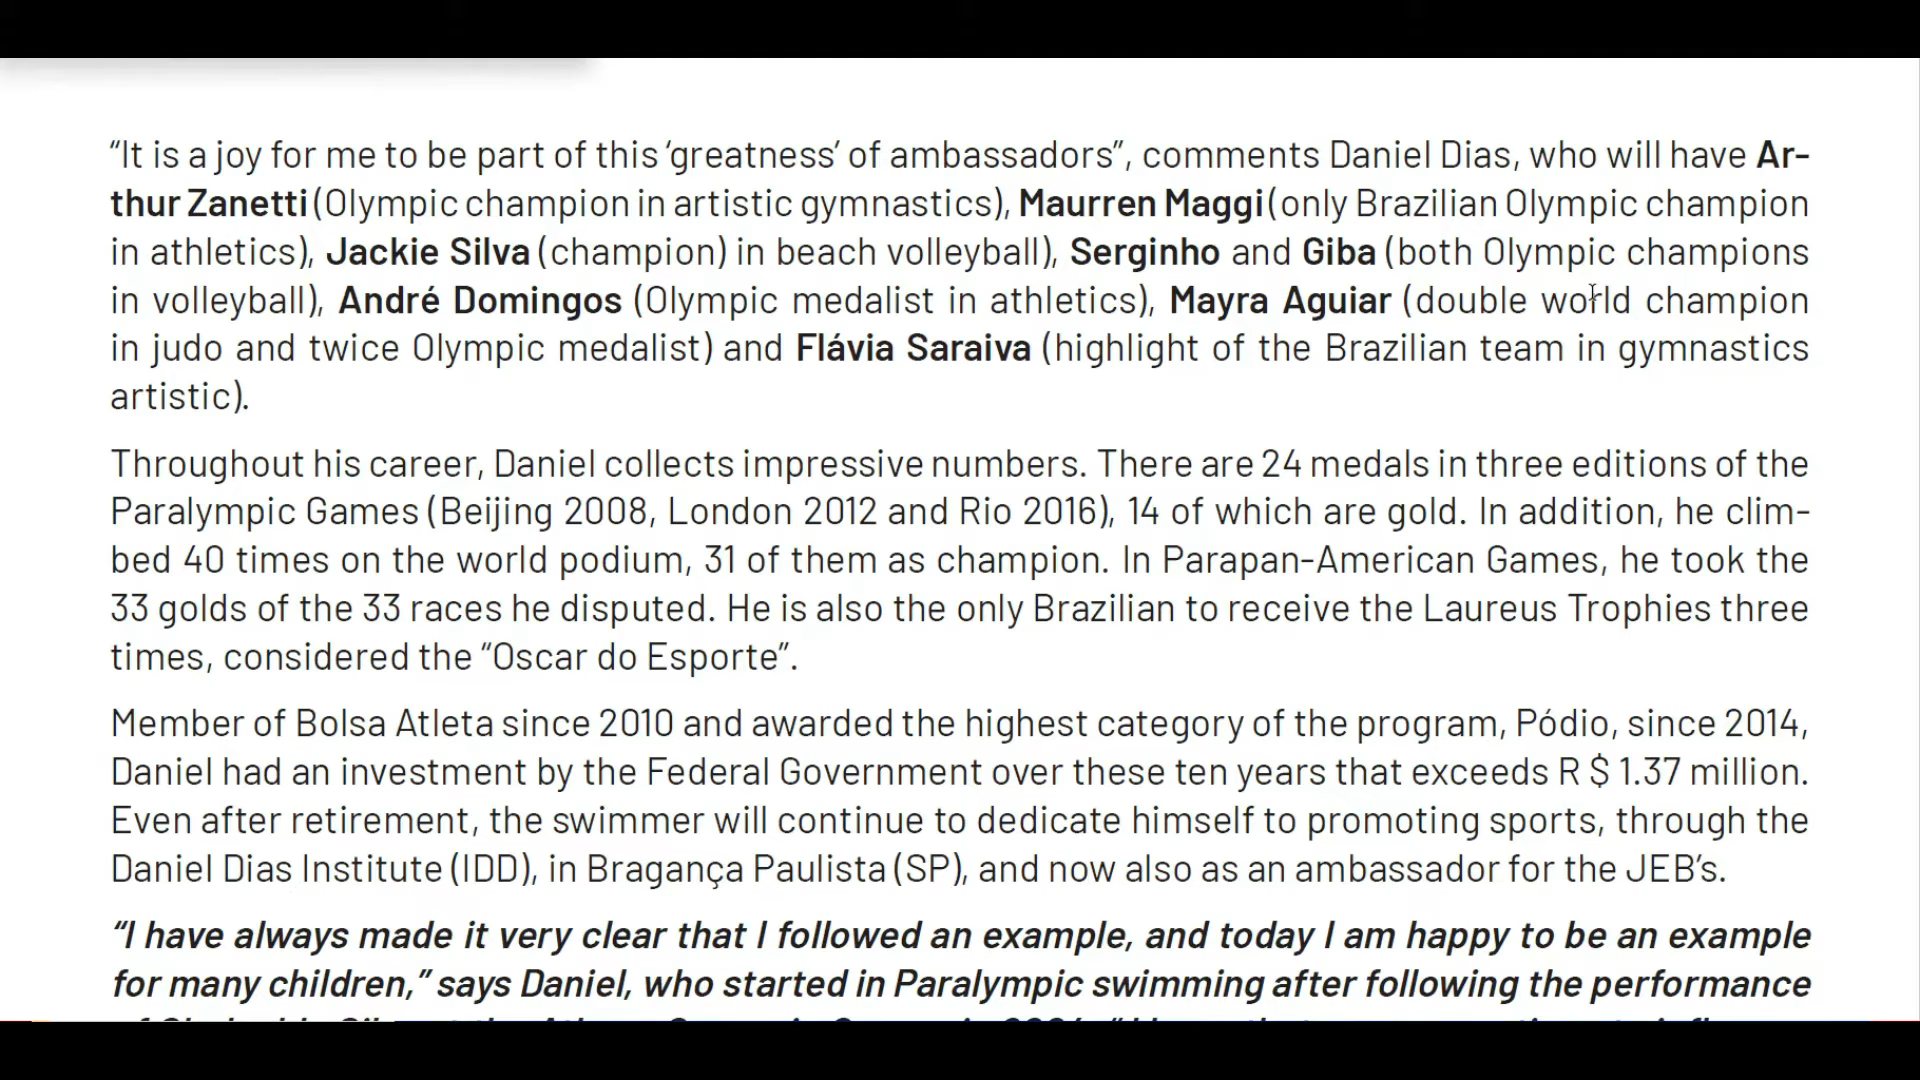 “It is a joy for me to be part of this ‘greatness’ of ambassadors”, comments Daniel Dias, who will have Ar-
thur Zanetti (Olympic champion in artistic gymnastics), Maurren Maggi (only Brazilian Olympic champion
in athletics), Jackie Silva (champion) in beach volleyball), Serginho and Giba (both Olympic champions
in volleyball), André Domingos (Olympic medalist in athletics), Mayra Aguiar (double world champion
in judo and twice Olympic medalist) and Flávia Saraiva (highlight of the Brazilian team in gymnastics
artistic).
Throughout his career, Daniel collects impressive numbers. There are 24 medals in three editions of the
Paralympic Games (Beijing 2008, London 2012 and Rio 2016), 14 of which are gold. In addition, he clim-
bed 40 times on the world podium, 31 of them as champion. In Parapan-American Games, he took the
33 golds of the 33 races he disputed. He is also the only Brazilian to receive the Laureus Trophies three
times, considered the “Oscar do Esporte”.
Member of Bolsa Atleta since 2010 and awarded the highest category of the program, Pódio, since 2014,
Daniel had an investment by the Federal Government over these ten years that exceeds R $ 1.37 million.
Even after retirement, the swimmer will continue to dedicate himself to promoting sports, through the
Daniel Dias Institute (IDD), in Bragança Paulista (SP), and now also as an ambassador for the JEB’s.
“I have always made it very clear that I followed an example, and today I am happy to be an example
for many children,” says Daniel, who started in Paralympic swimming after following the performance